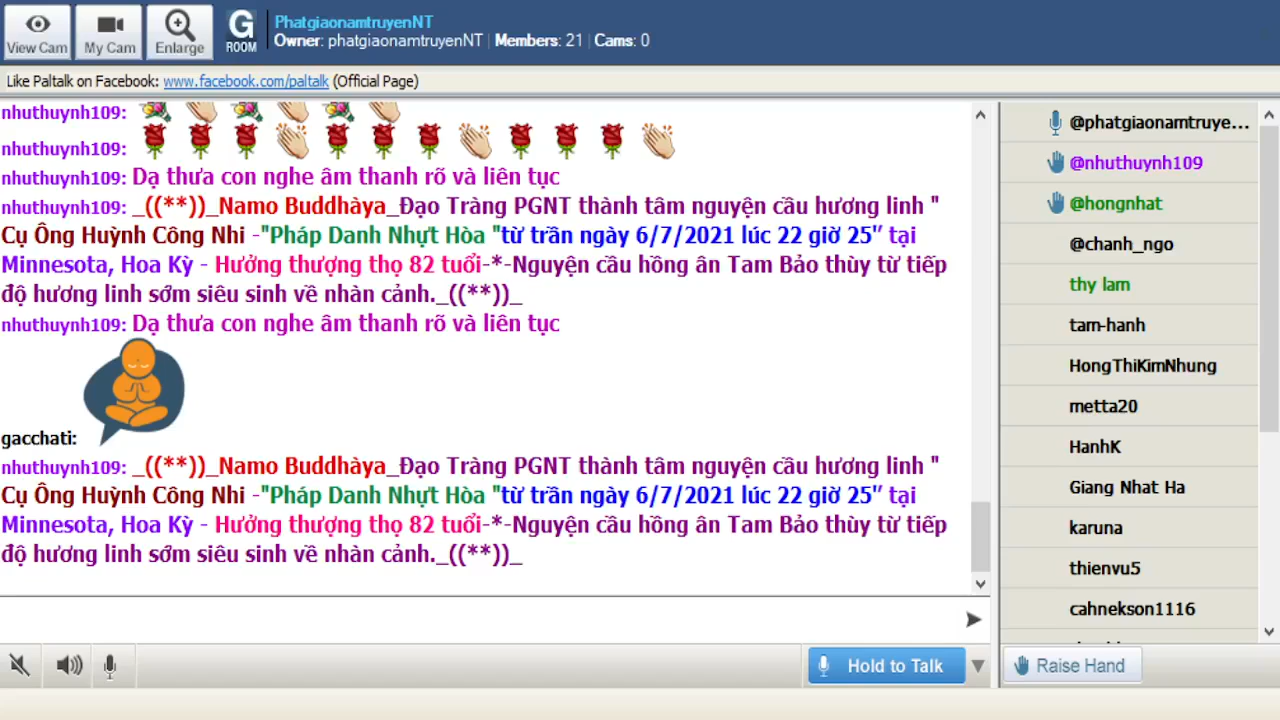 View Cam
My Cam
Enlarge
G
ROOM
PhatgiaonamtruyenNT
Owner: phatgiaonamtruyenNT | Members: 21 | Cams: 0
Like Paltalk on Facebook: www.facebook.com/paltalk (Official Page)
nhuthuynh109:
nhuthuynh109:
nhuthuynh109: Dạ thưa con nghe âm thanh rõ và liên tục
nhuthuynh109: _((**))_Namo Buddhàya_Đạo Tràng PGNT thành tâm nguyện cầu hương linh "
Cụ Ông Huỳnh Công Nhi -"Pháp Danh Nhựt Hòa "từ trần ngày 6/7/2021 lúc 22 giờ 25'' tại
Minnesota, Hoa Kỳ - Hưởng thượng thọ 82 tuổi-*-Nguyện cầu hồng ân Tam Bảo thùy từ tiếp
độ hương linh sớm siêu sinh về nhàn cảnh._((**))_
nhuthuynh109: Dạ thưa con nghe âm thanh rõ và liên tục
gacchati:
nhuthuynh109: _((**))_Namo Buddhàya_Đạo Tràng PGNT thành tâm nguyện cầu hương linh "
Cụ Ông Huỳnh Công Nhi -"Pháp Danh Nhựt Hòa "từ trần ngày 6/7/2021 lúc 22 giờ 25'' tại
Minnesota, Hoa Kỳ - Hưởng thượng thọ 82 tuổi-*-Nguyện cầu hồng ân Tam Bảo thùy từ tiếp
độ hương linh sớm siêu sinh về nhàn cảnh._((**))_
Hold to Talk
@phatgiaonamtruye...
@nhuthuynh109
@hongnhat
@chanh_ngo
thy lam
tam-hanh
HongThiKimNhung
metta20
HanhK
Giang Nhat Ha
karuna
thienvu5
cahnekson1116
Raise Hand